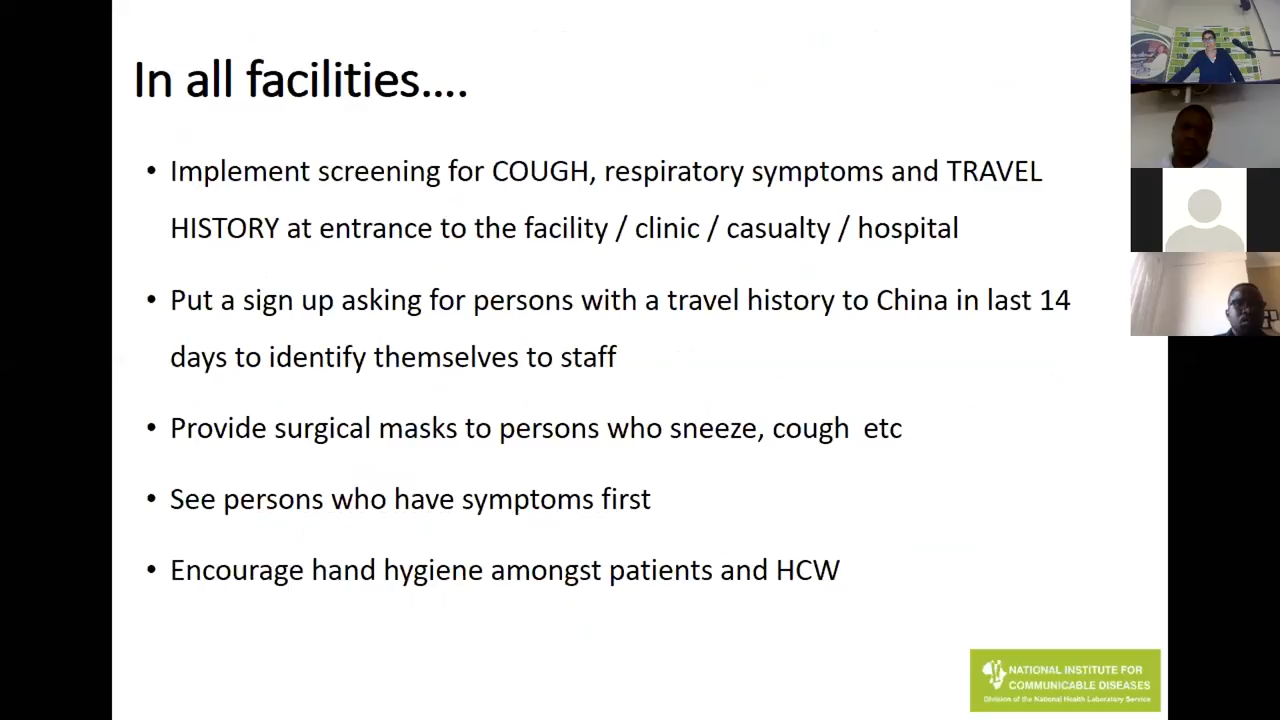 In all facilities....
• Implement screening for COUGH, respiratory symptoms and TRAVEL
HISTORY at entrance to the facility / clinic / casualty / hospital
• Put a sign up asking for persons with a travel history to China in last 14
days to identify themselves to staff
• Provide surgical masks to persons who sneeze, cough etc
• See persons who have symptoms first
• Encourage hand hygiene amongst patients and HCW
NATIONAL INSTITUTE FOR
COMMUNICABLE DISEASES
Division of the National Health Laboratory Service